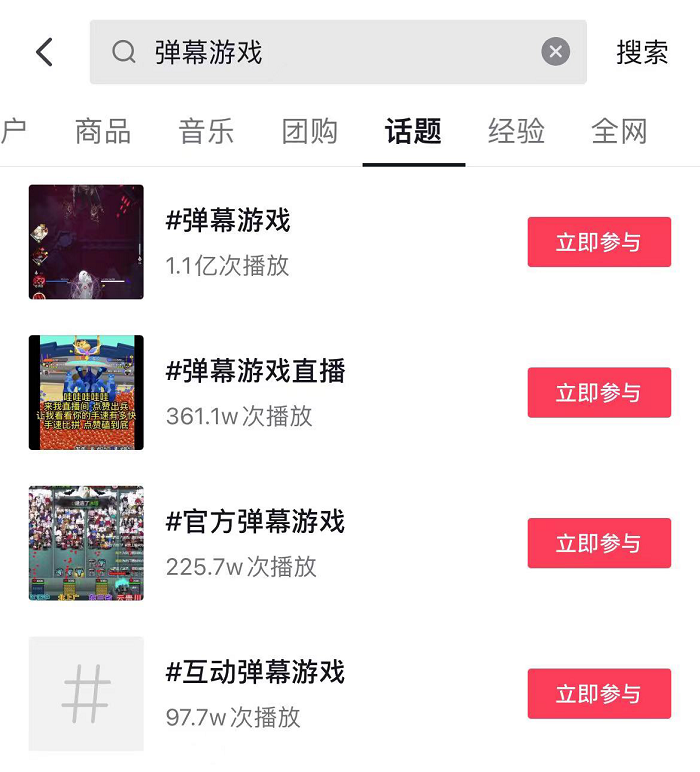 弹幕游戏
搜索
户 商品 音乐 团购 话题 经验 全网
#弹幕游戏
1.1亿次播放
立即参与
哇哇哇哇哇哇
来我直播间 点赞出兵
让我看看你的手速有多快
手速比拼 点赞磕到底
#弹幕游戏直播
361.1w次播放
立即参与
#官方弹幕游戏
225.7w次播放
立即参与
#互动弹幕游戏
97.7w次播放
立即参与